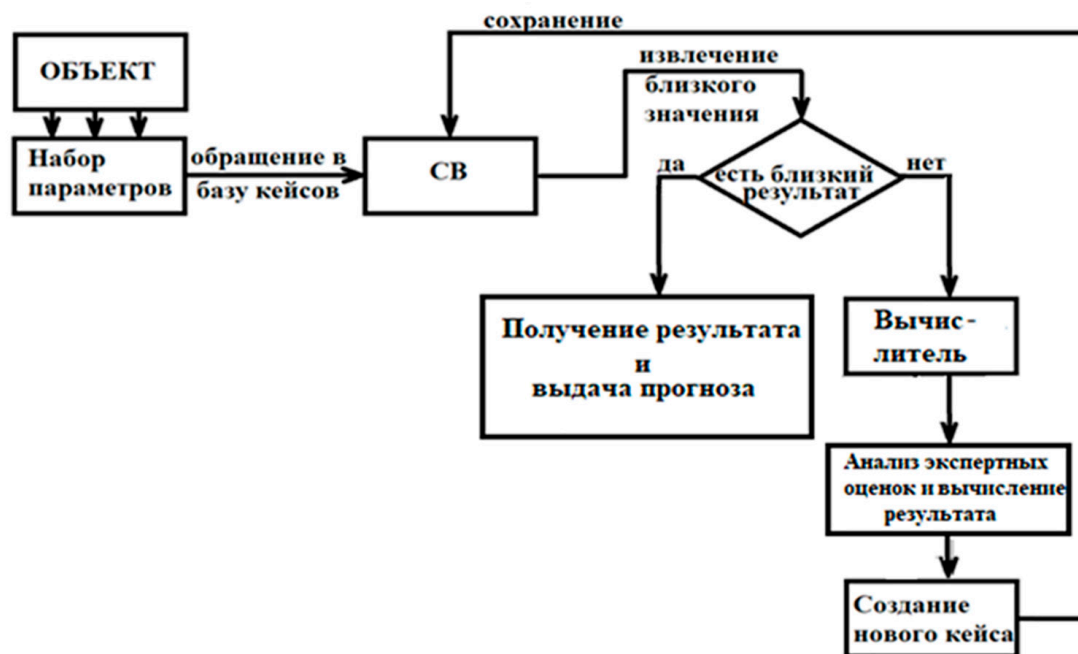 сохранение
ОБЪЕКТ
извлечение
близкого
значения
Набор
параметров
обращение в
базу кейсов
СВ
да
есть близкий
результат
нет
Получение результата
и
выдача прогноза
Вычис-
литель
Анализ экспертных
оценок и вычисление
результата
Создание
нового кейса